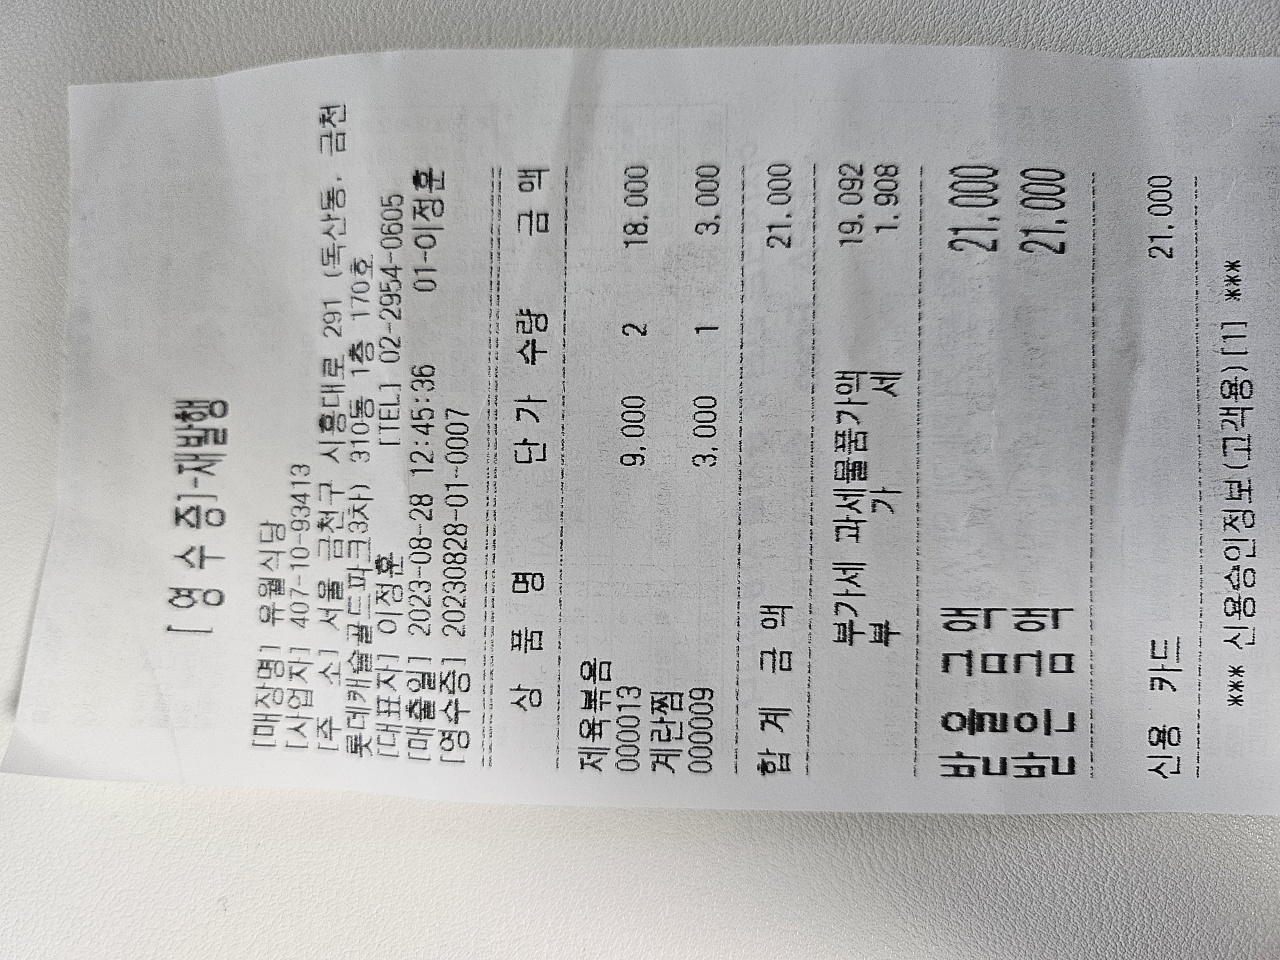 [영 수 증]-재발행
[매장명] 유월식당
[사업자] 407-10-93413
[주 소] 서울 금천구 시흥대로 291 (독산동, 금천
롯데캐슬골드파크3차) 310동 1층 170호
[대표자] 이정훈 [TEL] 02-2954-0605
[매출일] 2023-08-28 12:45:36 01-이정훈
[영수증] 20230828-01-0007
상 품 명 단 가 수량 금 액
제육볶음
000013 9,000 2 18,000
계란찜
000009 3,000 1 3,000
합 계 금 액 21,000
부가세 과세물품가액 19,092
부 가 세 1,908
받을금액 21,000
받은금액 21,000
신용 카드 21,000
*** 신용승인정보(고객용)[1] ***